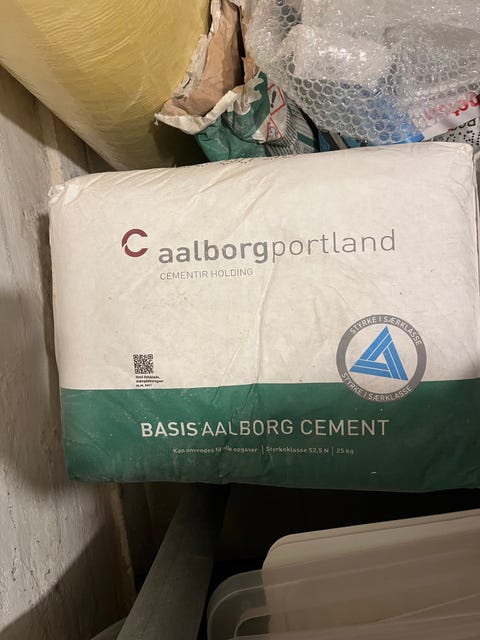 aalborgportland
CEMENTIR HOLDING
STYRKE I SÆRKLASSE
STYRKE I SÆRKLASSE
BASIS AALBORG CEMENT
Kan anvendes til alle opgaver | Styrkeklasse 52,5 N | 25 kg